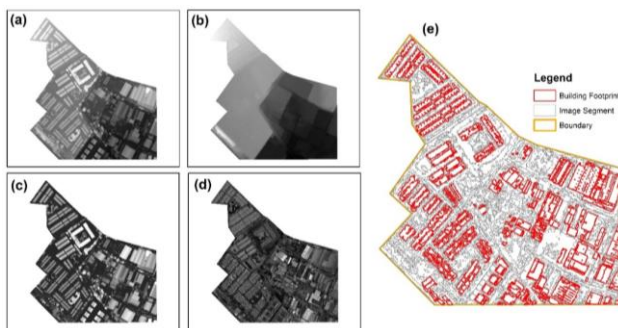 (a)
(b)
(c)
(d)
(e)
Legend
Building Footprint
Image Segment
Boundary